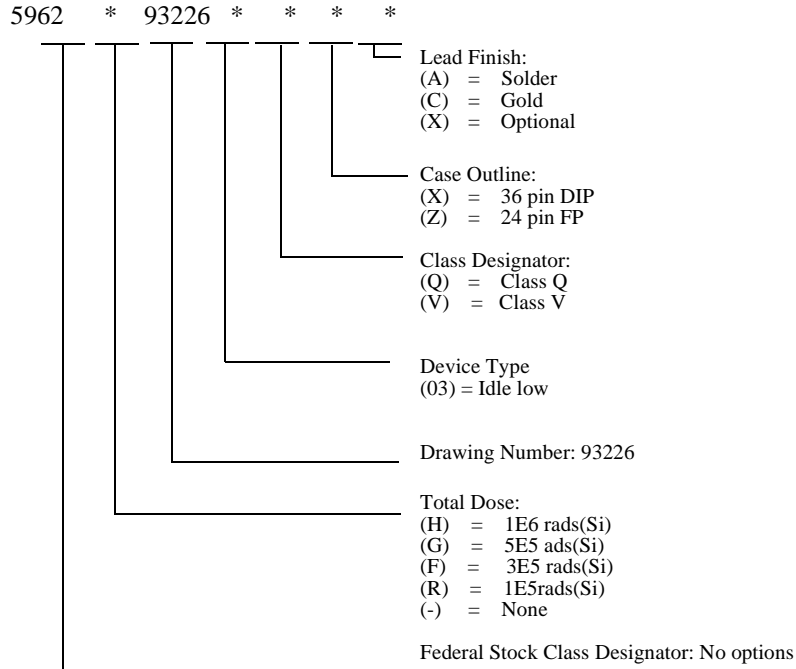 5962 * 93226 * * * *
Lead Finish:
(A) = Solder
(C) = Gold
(X) = Optional
Case Outline:
(X) = 36 pin DIP
(Z) = 24 pin FP
Class Designator:
(Q) = Class Q
(V) = Class V
Device Type
(03) = Idle low
Drawing Number: 93226
Total Dose:
(H) = 1E6 rads(Si)
(G) = 5E5 ads(Si)
(F) = 3E5 rads(Si)
(R) = 1E5rads(Si)
(-) = None
Federal Stock Class Designator: No options